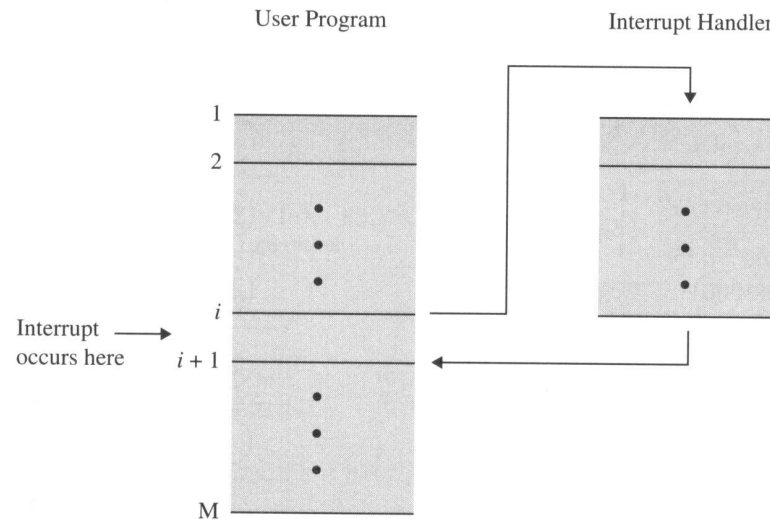 User Program
Interrupt Handler
1
2
i
Interrupt
occurs here
i + 1
M